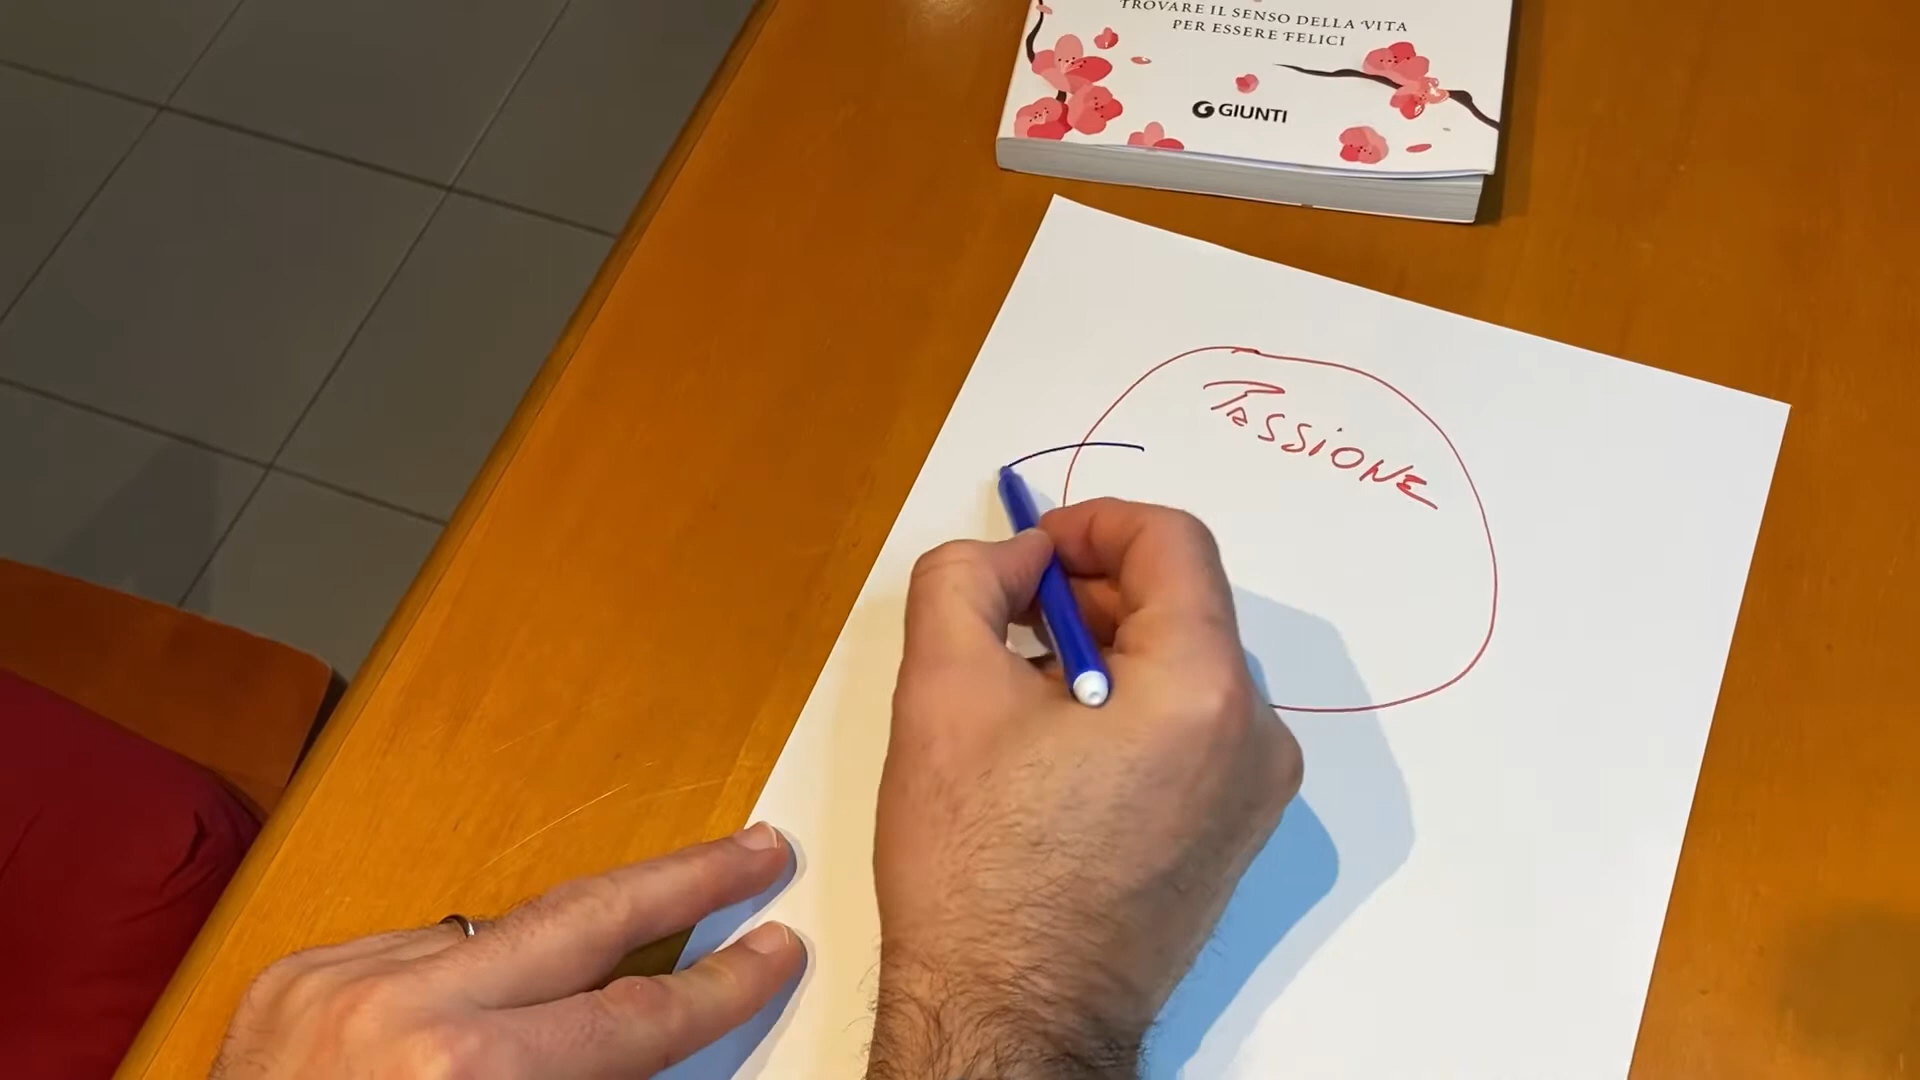 TROVARE IL SENSO DELLA VITA
PER ESSERE FELICI
GIUNTI
PASSIONE